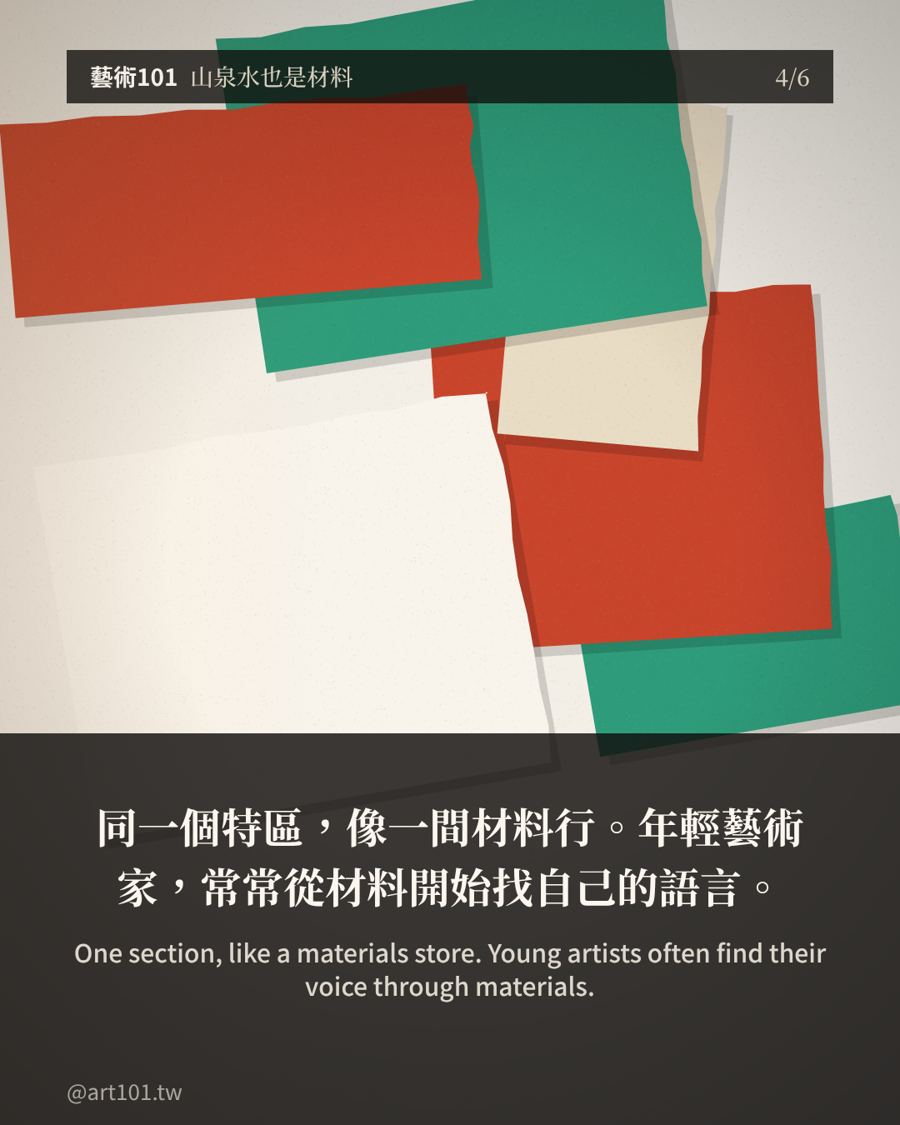 藝術101 山泉水也是材料 4/6
同一個特區，像一間材料行。年輕藝術
家，常常從材料開始找自己的語言。
One section, like a materials store. Young artists often find their
voice through materials.
@art101.tw